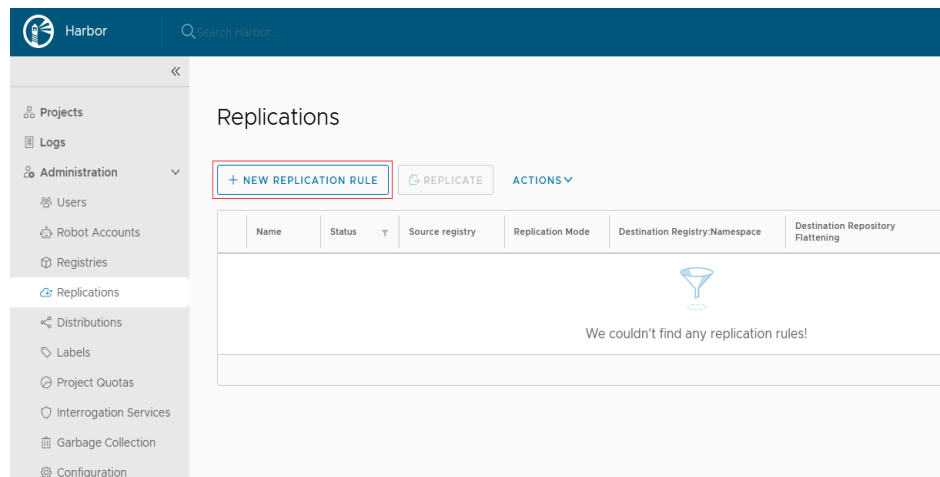 Harbor
Search Harbor...
Projects
Logs
Administration
Users
Robot Accounts
Registries
Replications
Distributions
Labels
Project Quotas
Interrogation Services
Garbage Collection
Configuration
Replications
+ NEW REPLICATION RULE
REPLICATE
ACTIONS
Name
Status
Source registry
Replication Mode
Destination Registry:Namespace
Destination Repository
Flattening
We couldn't find any replication rules!